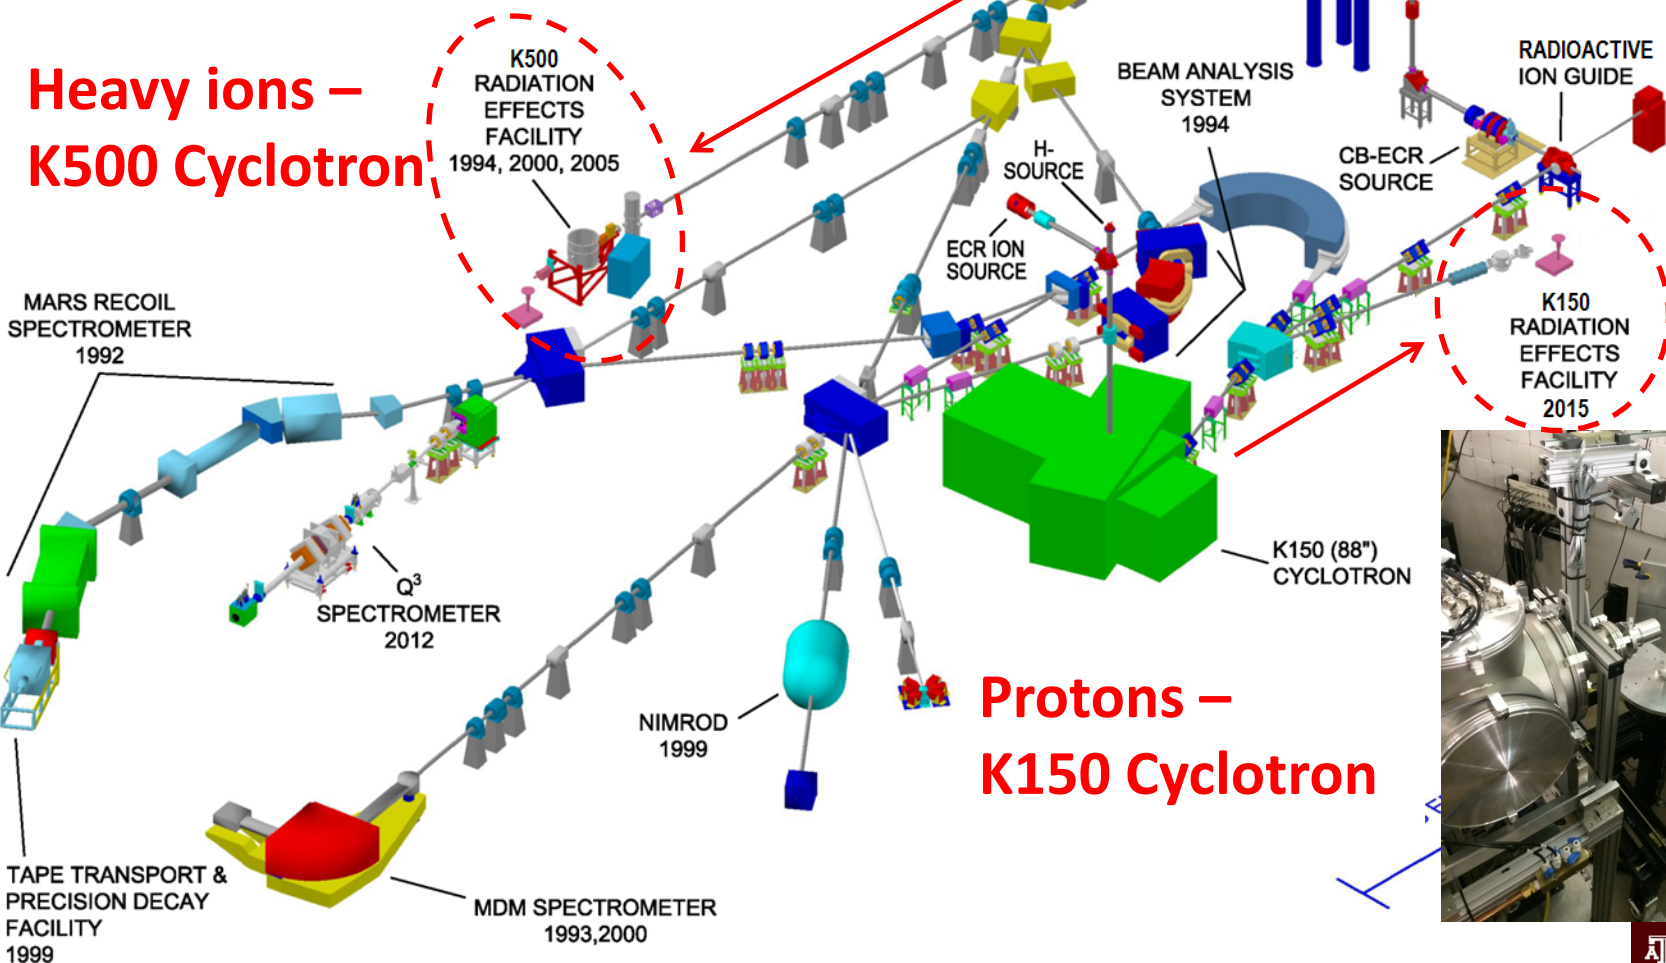 Heavy ions –
K500 Cyclotron
K500
RADIATION
EFFECTS
FACILITY
1994, 2000, 2005
BEAM ANALYSIS
SYSTEM
1994
RADIOACTIVE
ION GUIDE
H-
SOURCE
ECR ION
SOURCE
CB-ECR
SOURCE
K150
RADIATION
EFFECTS
FACILITY
2015
MARS RECOIL
SPECTROMETER
1992
Q³
SPECTROMETER
2012
K150 (88")
CYCLOTRON
NIMROD
1999
Protons –
K150 Cyclotron
TAPE TRANSPORT &
PRECISION DECAY
FACILITY
1999
MDM SPECTROMETER
1993,2000